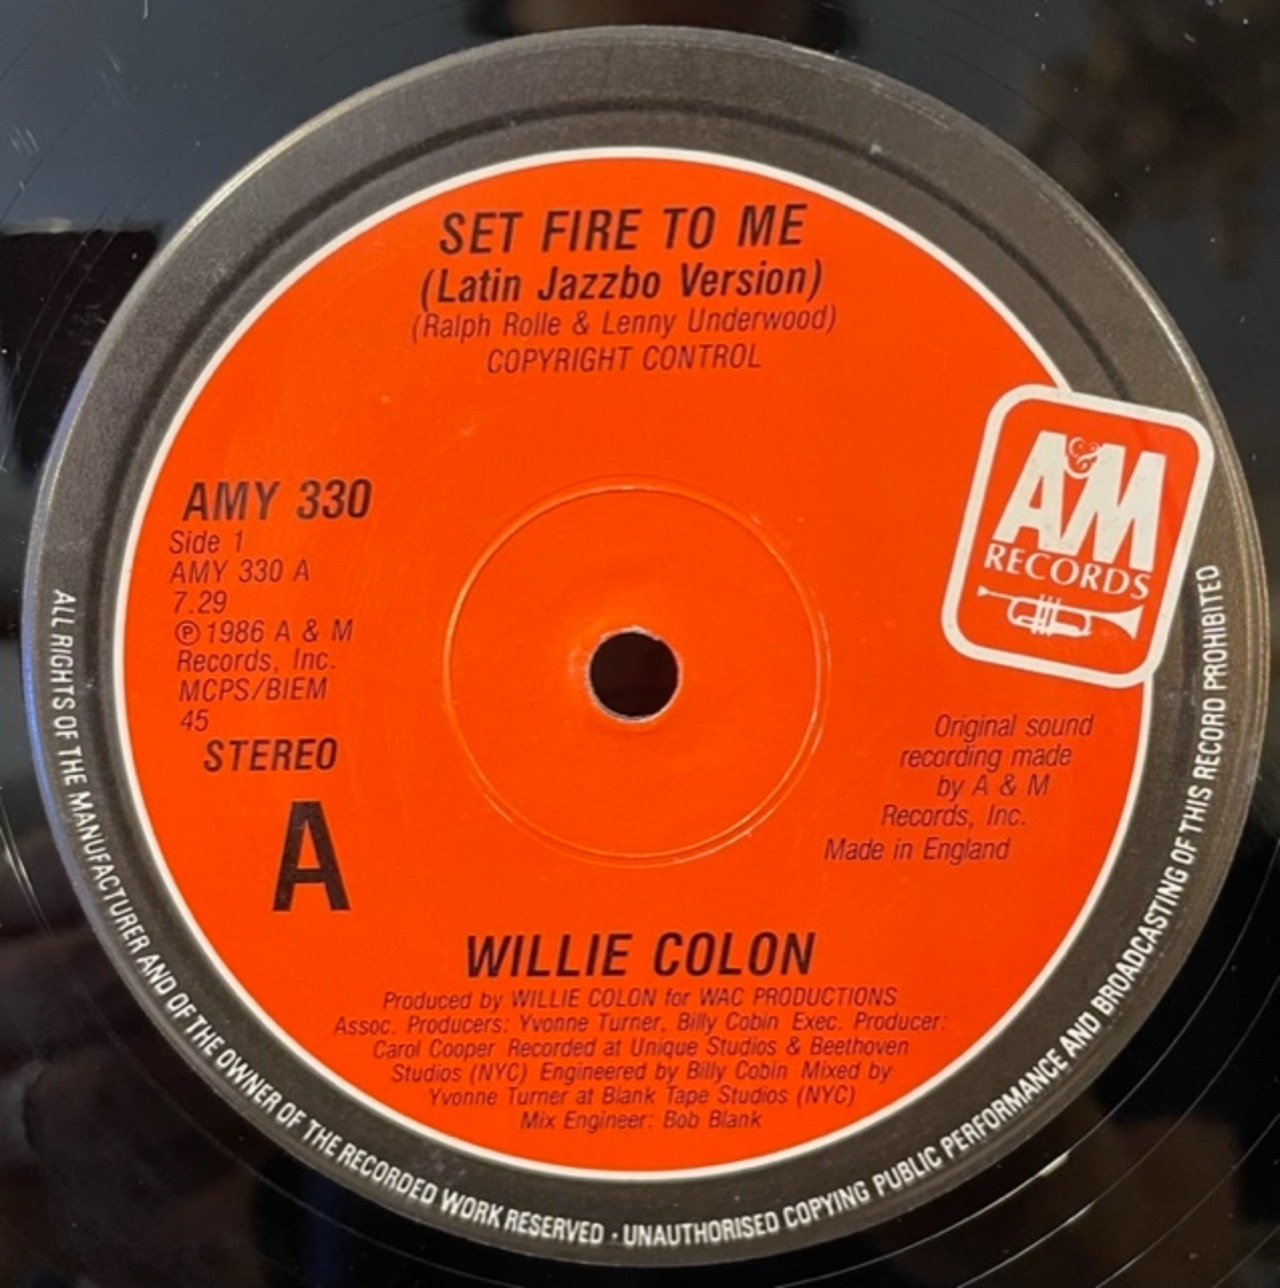 SET FIRE TO ME
(Latin Jazzbo Version)
(Ralph Rolle & Lenny Underwood)
COPYRIGHT CONTROL
AMY 330
Side 1
AMY 330 A
7.29
Ⓟ1986 A & M
Records, Inc.
MCPS/BIEM
45
STEREO
A
A&M
RECORDS
Original sound
recording made
by A & M
Records, Inc.
Made in England
WILLIE COLON
Produced by WILLIE COLON for WAC PRODUCTIONS
Assoc. Producers: Yvonne Turner, Billy Cobin Exec. Producer:
Carol Cooper Recorded at Unique Studios & Beethoven
Studios (NYC) Engineered by Billy Cobin Mixed by
Yvonne Turner at Blank Tape Studios (NYC)
Mix Engineer: Bob Blank
ALL RIGHTS OF THE MANUFACTURER AND OF THE OWNER OF THE RECORDED WORK RESERVED · UNAUTHORISED COPYING PUBLIC PERFORMANCE AND BROADCASTING OF THIS RECORD PROHIBITED